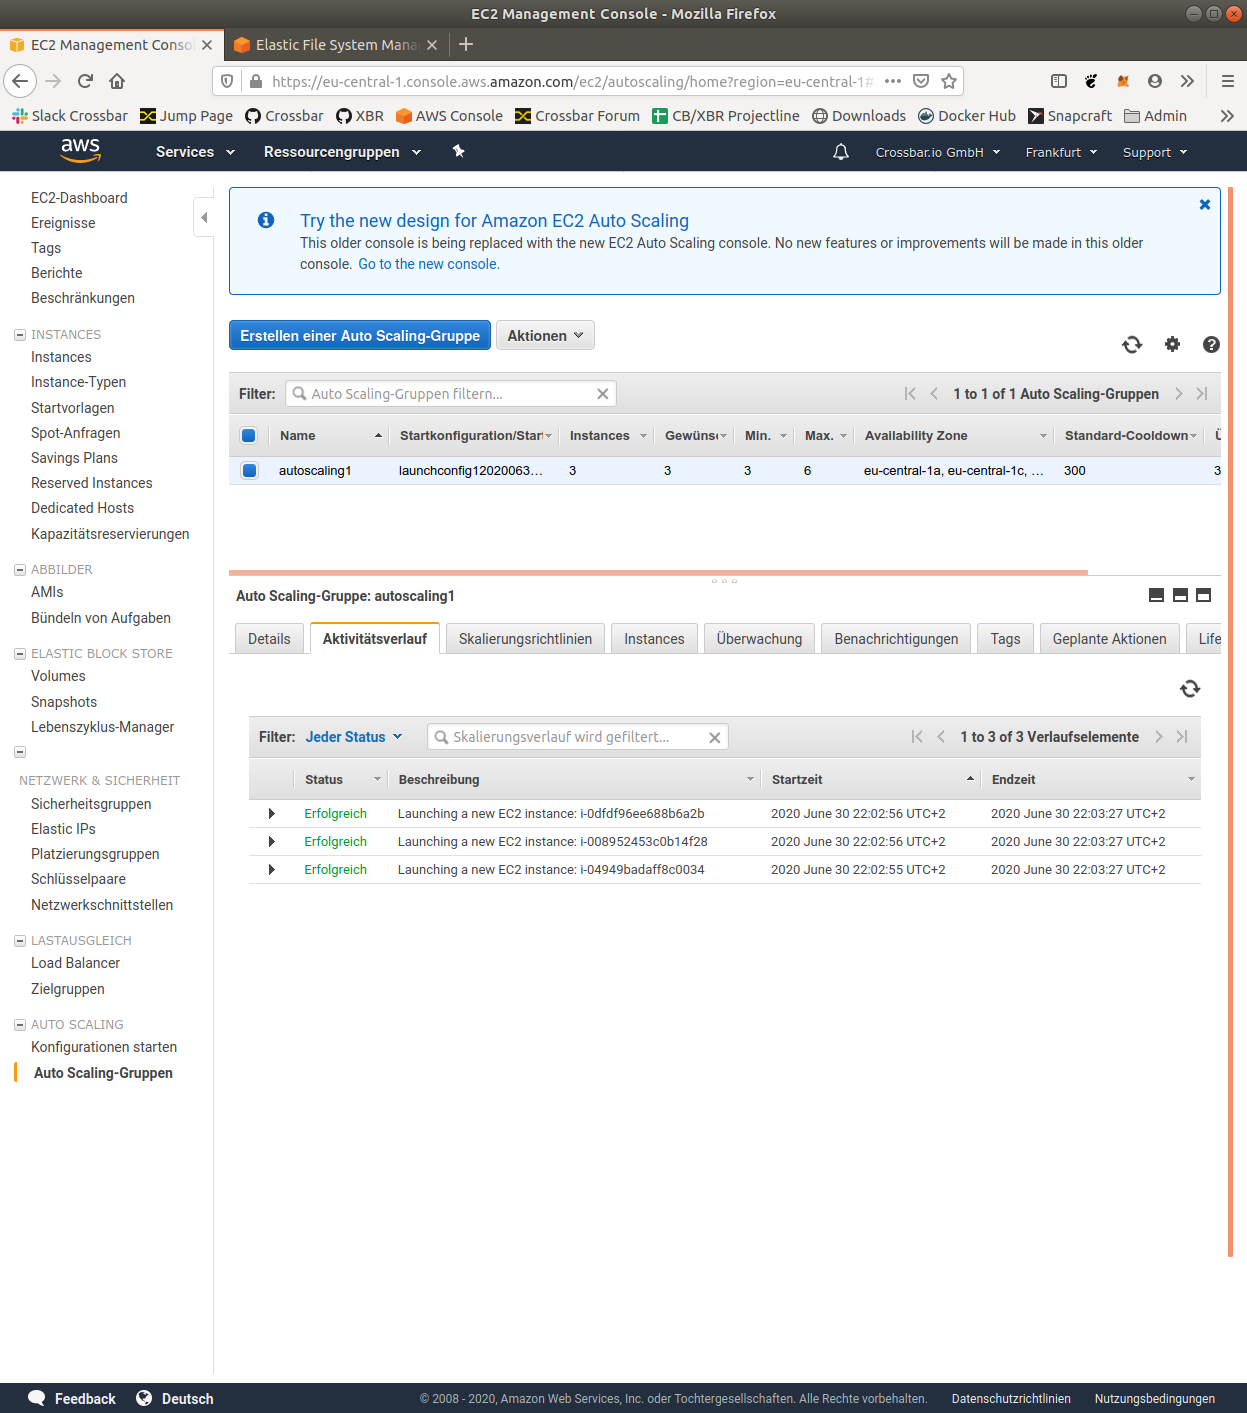 EC2 Management Console - Mozilla Firefox
EC2 Management Conso
Elastic File System Mana
https://eu-central-1.console.aws.amazon.com/ec2/autoscaling/home?region=eu-central-1#
Slack Crossbar Jump Page Crossbar XBR AWS Console Crossbar Forum CB/XBR Projectline Downloads Docker Hub Snapcraft Admin
aws Services Ressourcengruppen Crossbar.io GmbH Frankfurt Support
EC2-Dashboard
Ereignisse
Tags
Berichte
Beschränkungen
INSTANCES
Instances
Instance-Typen
Startvorlagen
Spot-Anfragen
Savings Plans
Reserved Instances
Dedicated Hosts
Kapazitätsreservierungen
ABBILDER
AMIs
Bündeln von Aufgaben
ELASTIC BLOCK STORE
Volumes
Snapshots
Lebenszyklus-Manager
NETZWERK & SICHERHEIT
Sicherheitsgruppen
Elastic IPs
Platzierungsgruppen
Schlüsselpaare
Netzwerkschnittstellen
LASTAUSGLEICH
Load Balancer
Zielgruppen
AUTO SCALING
Konfigurationen starten
Auto Scaling-Gruppen
Try the new design for Amazon EC2 Auto Scaling
This older console is being replaced with the new EC2 Auto Scaling console. No new features or improvements will be made in this older
console. Go to the new console.
Erstellen einer Auto Scaling-Gruppe Aktionen
Filter: Auto Scaling-Gruppen filtern... 1 to 1 of 1 Auto Scaling-Gruppen
Name Startkonfiguration/Start Instances Gewüns Min. Max. Availability Zone Standard-Cooldown Ü
autoscaling1 launchconfig12020063... 3 3 3 6 eu-central-1a, eu-central-1c, ... 300 3
Auto Scaling-Gruppe: autoscaling1
Details Aktivitätsverlauf Skalierungsrichtlinien Instances Überwachung Benachrichtigungen Tags Geplante Aktionen Life
Filter: Jeder Status Skalierungsverlauf wird gefiltert... 1 to 3 of 3 Verlaufselemente
Status Beschreibung Startzeit Endzeit
Erfolgreich Launching a new EC2 instance: i-0dfdf96ee688b6a2b 2020 June 30 22:02:56 UTC+2 2020 June 30 22:03:27 UTC+2
Erfolgreich Launching a new EC2 instance: i-008952453c0b14f28 2020 June 30 22:02:56 UTC+2 2020 June 30 22:03:27 UTC+2
Erfolgreich Launching a new EC2 instance: i-04949badaff8c0034 2020 June 30 22:02:55 UTC+2 2020 June 30 22:03:27 UTC+2
Feedback Deutsch © 2008 - 2020, Amazon Web Services, Inc. oder Tochtergesellschaften. Alle Rechte vorbehalten. Datenschutzrichtlinien Nutzungsbedingungen